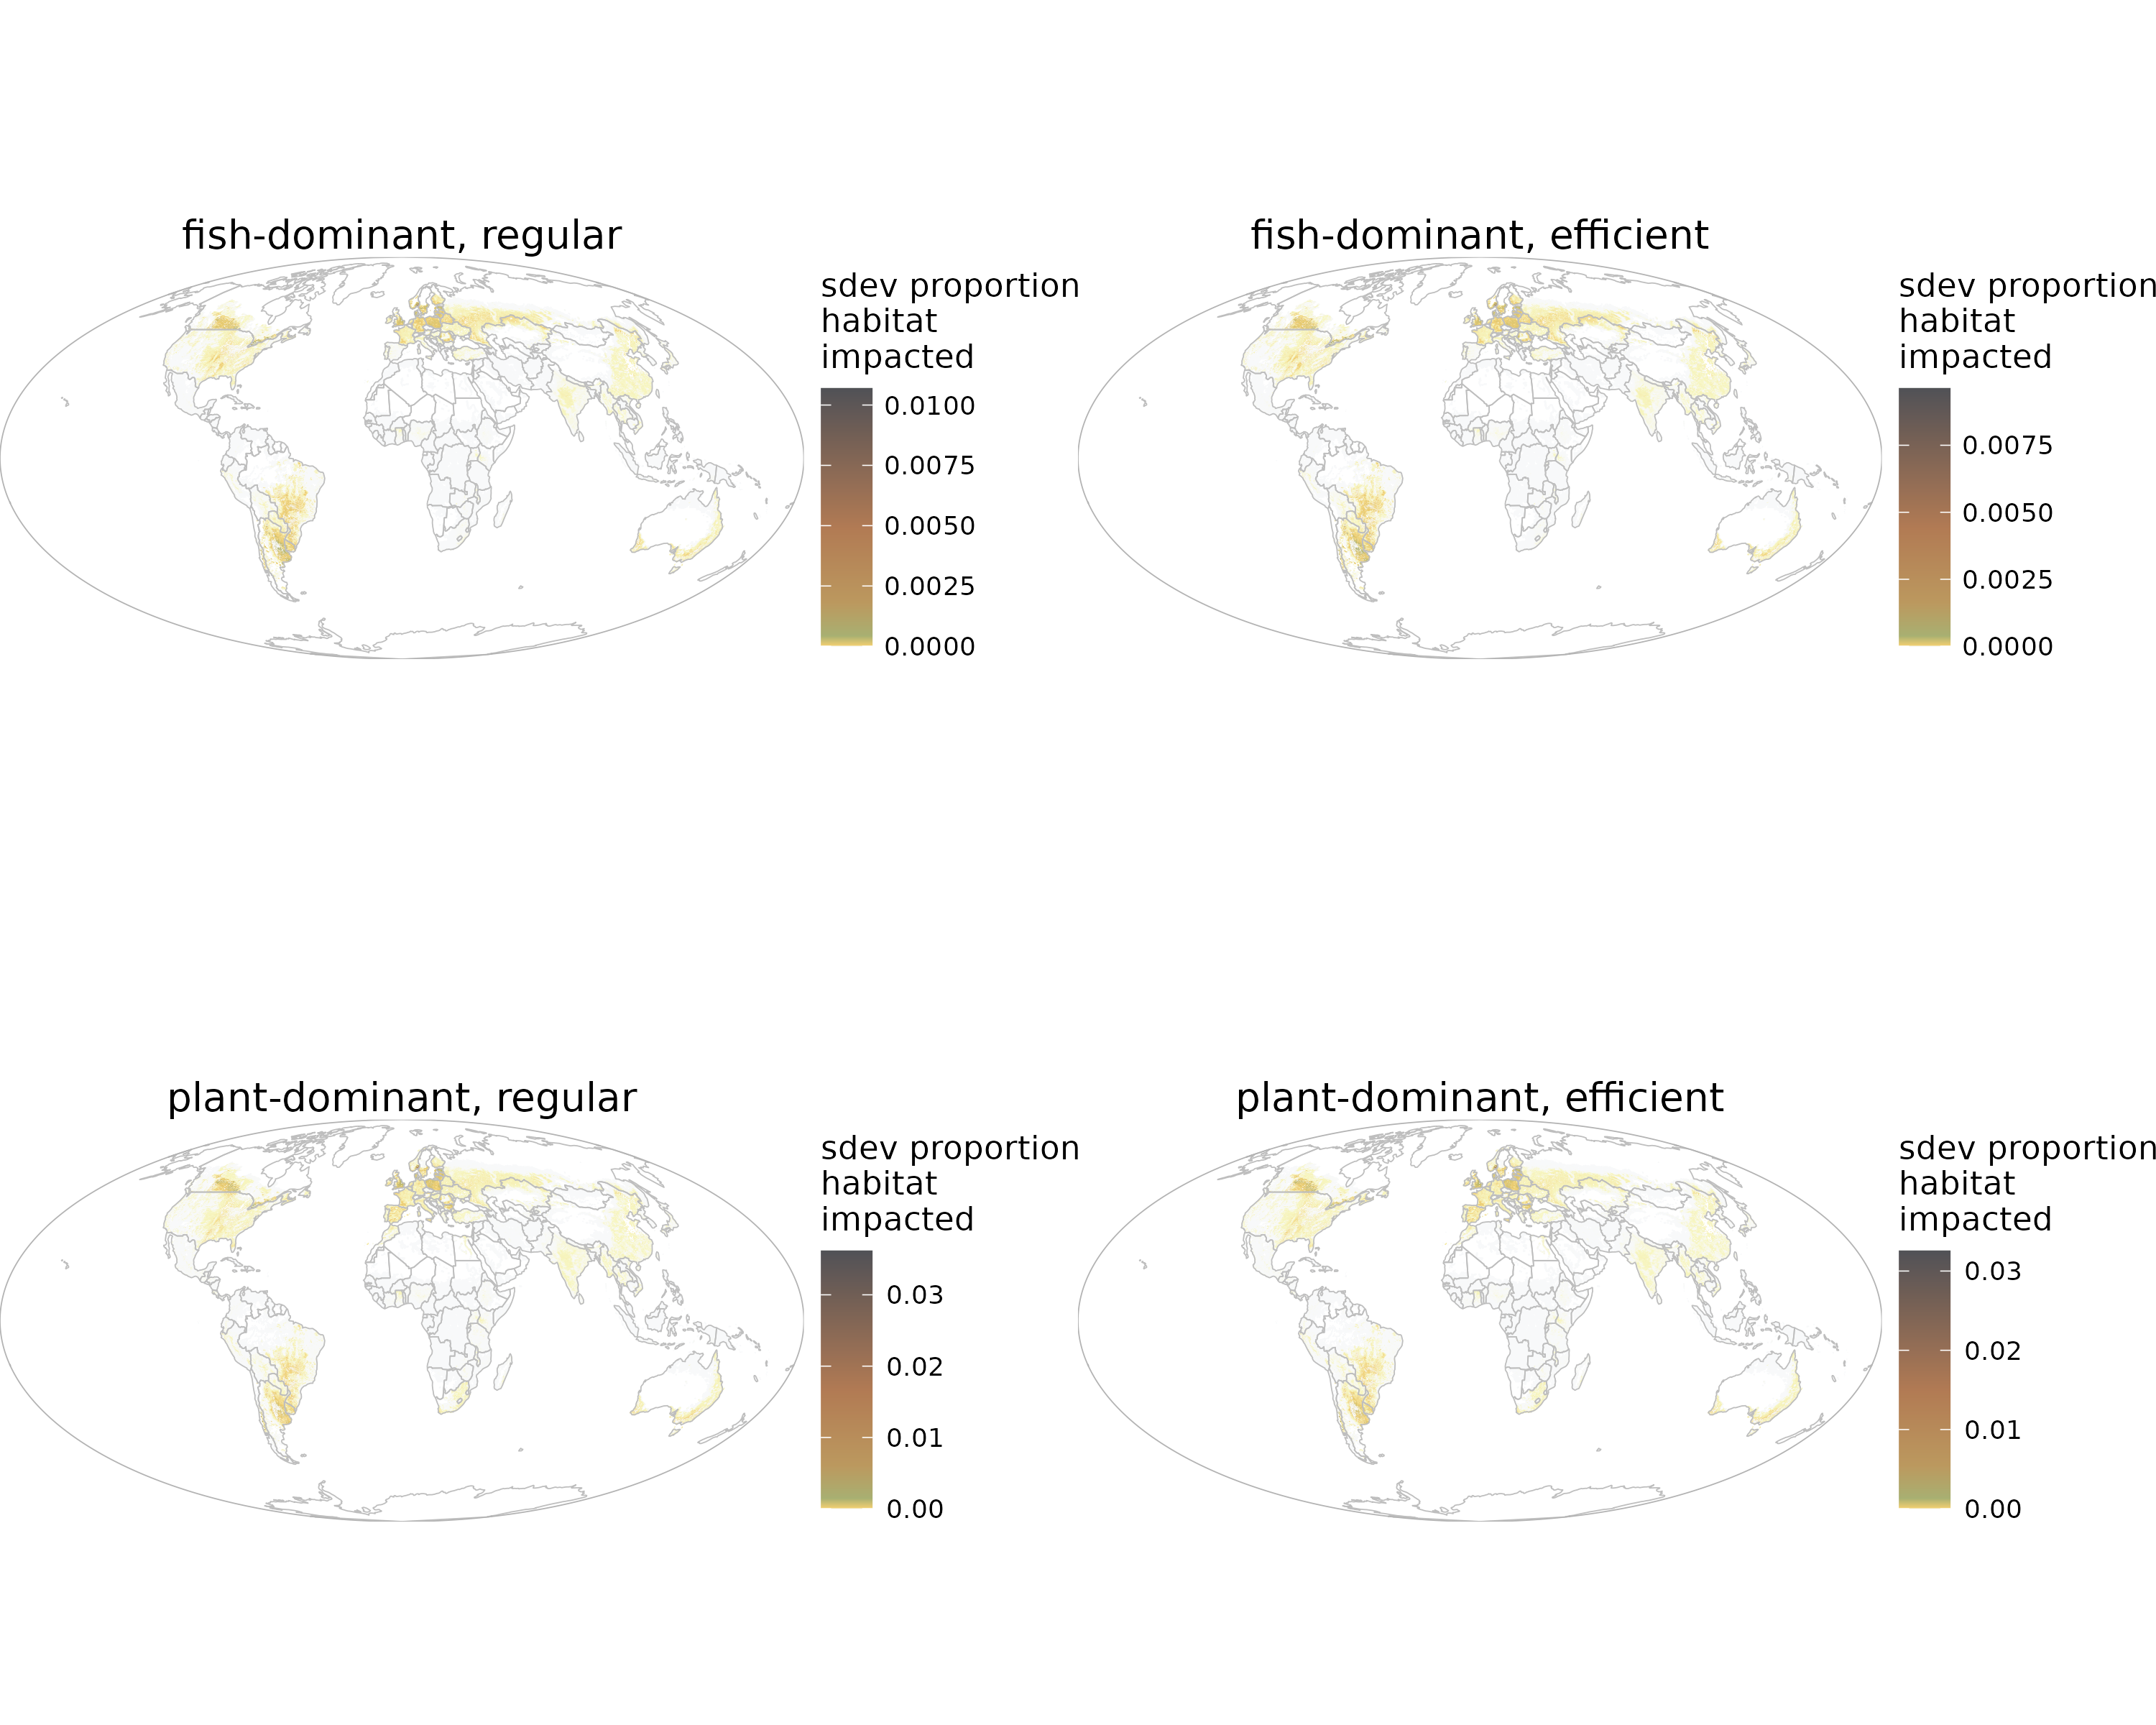 fish-dominant, regular
sdev proportion
habitat
impacted
0.0100
0.0075
0.0050
0.0025
0.0000
fish-dominant, efficient
sdev proportion
habitat
impacted
0.0075
0.0050
0.0025
0.0000
plant-dominant, regular
sdev proportion
habitat
impacted
0.03
0.02
0.01
0.00
plant-dominant, efficient
sdev proportion
habitat
impacted
0.03
0.02
0.01
0.00